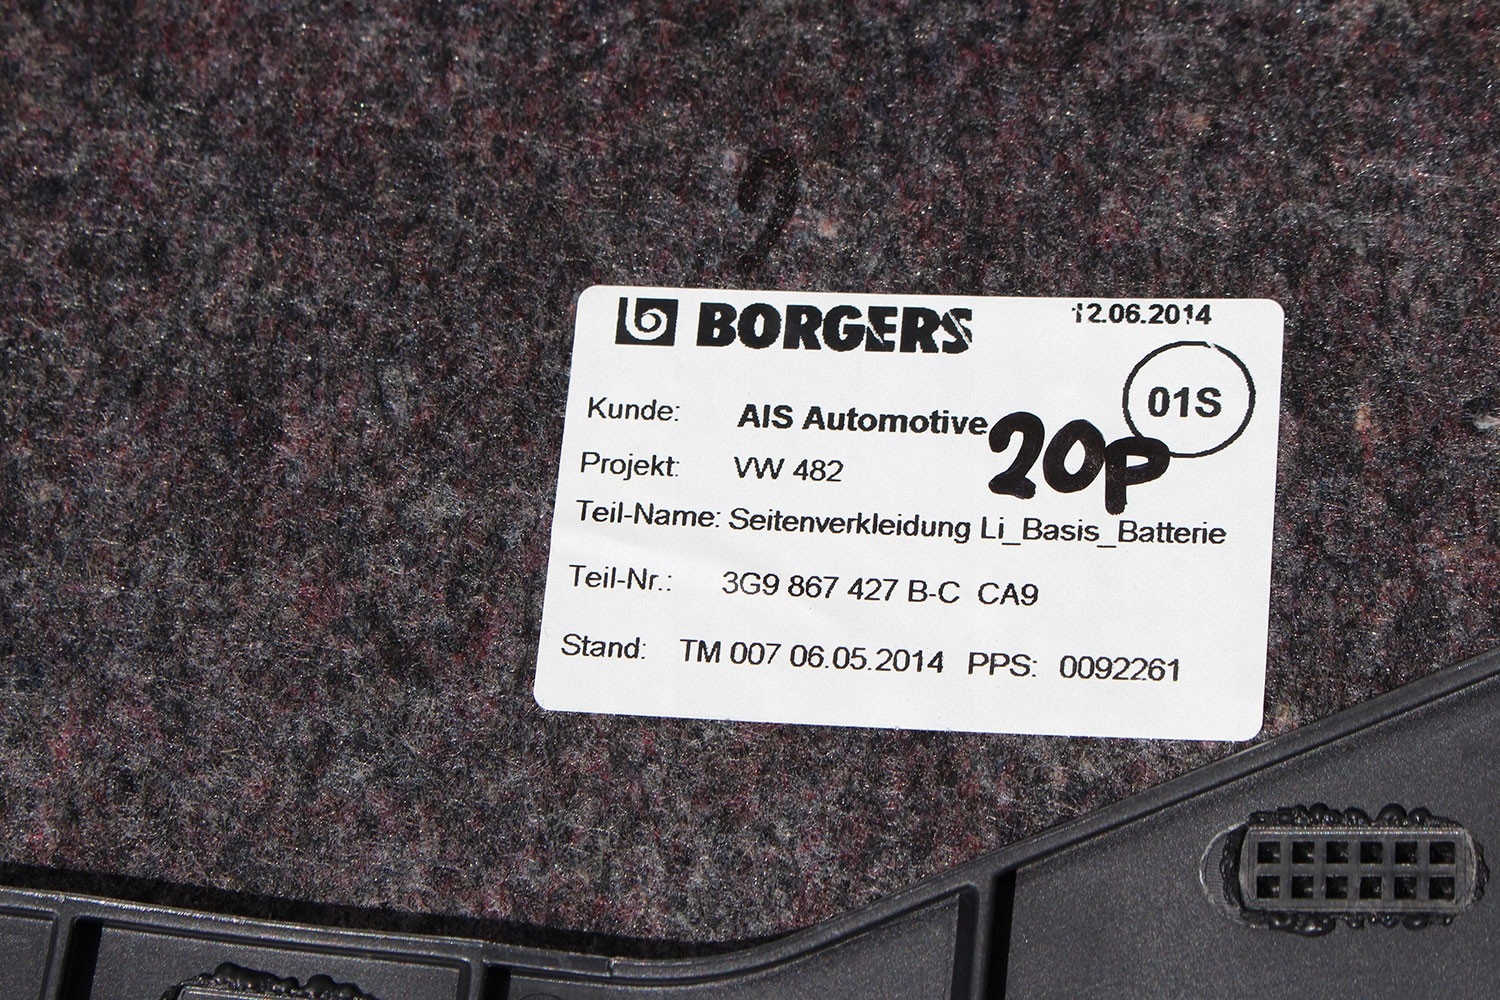 BORGERS 12.06.2014
01S
Kunde: AIS Automotive
20P
Projekt: VW 482
Teil-Name: Seitenverkleidung Li_Basis_Batterie
Teil-Nr.: 3G9 867 427 B-C CA9
Stand: TM 007 06.05.2014 PPS: 0092261